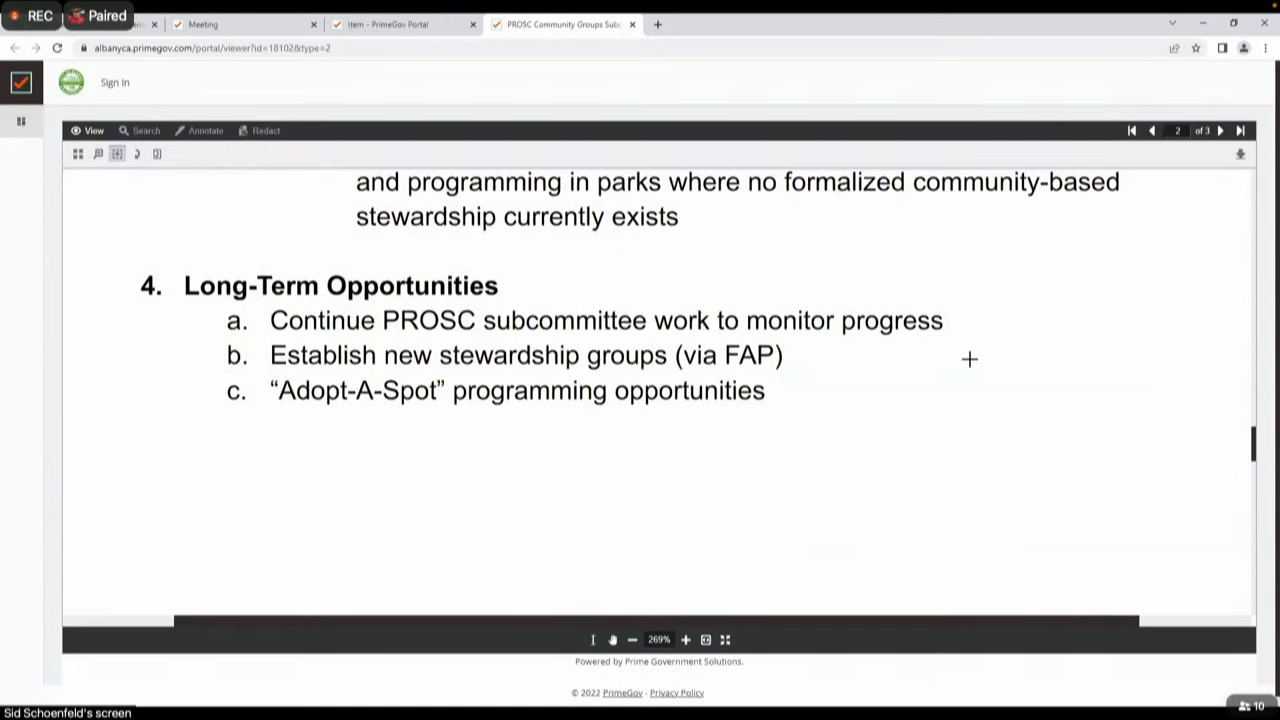 REC Paired
Meeting
Item - PrimeGov Portal
PROSC Community Groups Subc
albanyca.primegov.com/portal/viewer?id=18102&type=2
Sign In
View Search Annotate Redact
2 of 3
and programming in parks where no formalized community-based
stewardship currently exists
4. Long-Term Opportunities
a. Continue PROSC subcommittee work to monitor progress
b. Establish new stewardship groups (via FAP)
c. “Adopt-A-Spot” programming opportunities
269%
Powered by Prime Government Solutions.
© 2022 PrimeGov - Privacy Policy
Sid Schoenfeld's screen
10